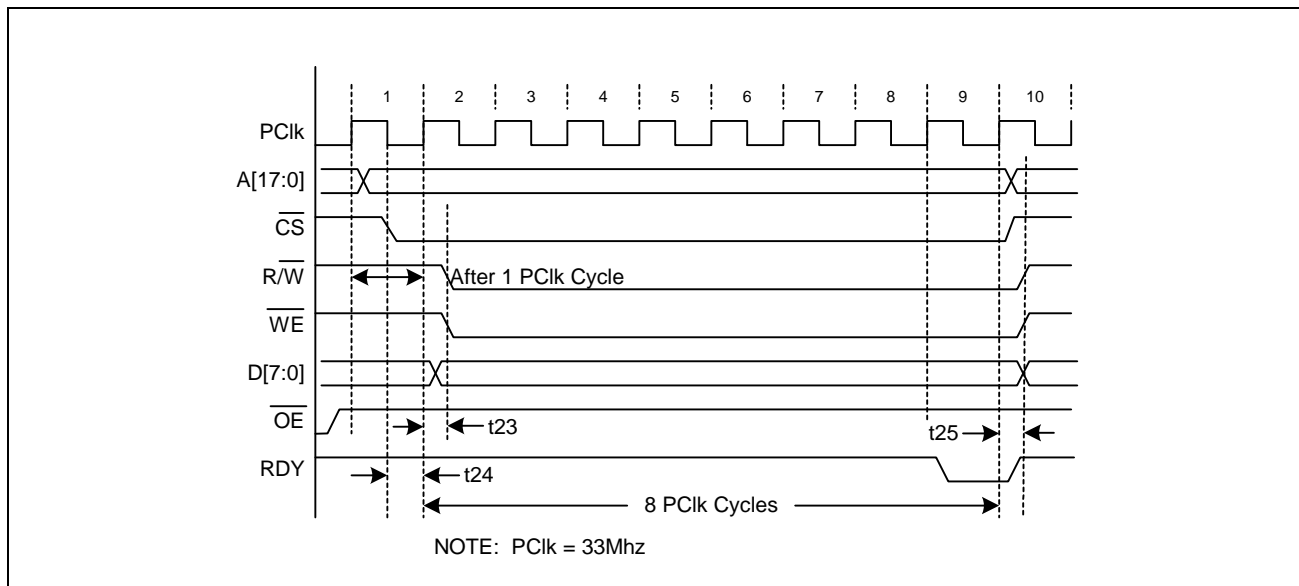 1 2 3 4 5 6 7 8 9 10
PClk
A[17:0]
CS
R/W
After 1 PClk Cycle
WE
D[7:0]
OE
t23
t25
RDY
t24
8 PClk Cycles
NOTE: PClk = 33Mhz